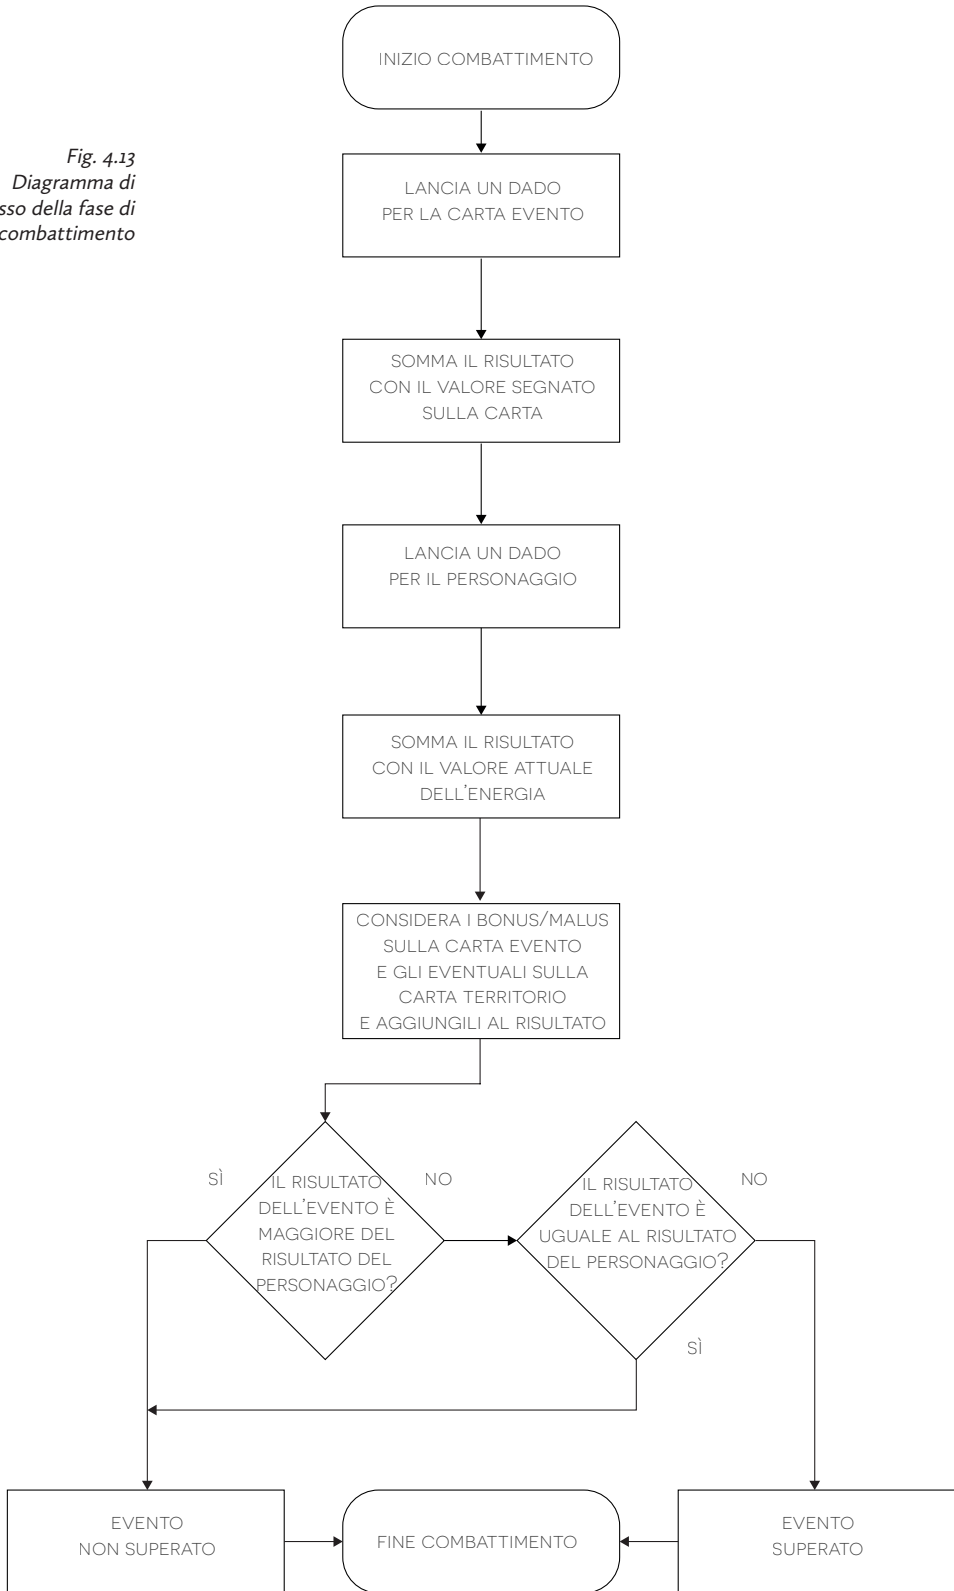 INIZIO COMBATTIMENTO
Fig. 4.13
Diagramma di
sso della fase di
combattimento
LANCIA UN DADO
PER LA CARTA EVENTO
SOMMA IL RISULTATO
CON IL VALORE SEGNATO
SULLA CARTA
LANCIA UN DADO
PER IL PERSONAGGIO
SOMMA IL RISULTATO
CON IL VALORE ATTUALE
DELL'ENERGIA
CONSIDERA I BONUS/MALUS
SULLA CARTA EVENTO
E GLI EVENTUALI SULLA
CARTA TERRITORIO
E AGGIUNGILI AL RISULTATO
SÌ
IL RISULTATO
DELL'EVENTO È
MAGGIORE DEL
RISULTATO DEL
PERSONAGGIO?
NO
IL RISULTATO
DELL'EVENTO È
UGUALE AL RISULTATO
DEL PERSONAGGIO?
NO
SÌ
EVENTO
NON SUPERATO
FINE COMBATTIMENTO
EVENTO
SUPERATO